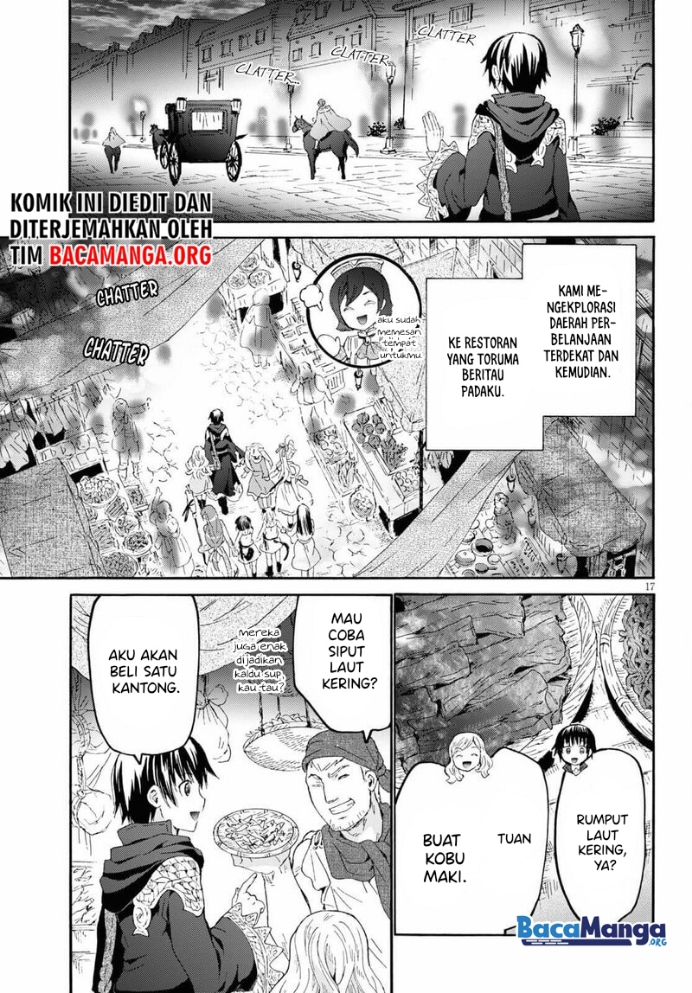 CLATTER
CLATTER
CLATTER...
KOMIK INI DIEDIT DAN
DITERJEMAHKAN OLEH
TIM BACAMANGA.ORG
KAMI ME-
NGEKPLORASI
DAERAH PER-
BELANJAAN
TERDEKAT DAN
KEMUDIAN.
KE RESTORAN
YANG TORUMA
BERITAU
PADAKU.
aku sudah
memesan
tempat
untukmu.
CHATTER
CHATTER
17
RUMPUT
LAUT
KERING,
YA?
TUAN
BUAT
KOBU
MAKI.
MAU
COBA
SIPUT
LAUT
KERING?
Mereka
juga enak
dijadikan
kaldu sup,
kau tau?
AKU AKAN
BELI SATU
KANTONG.
BacaManga
.ORG